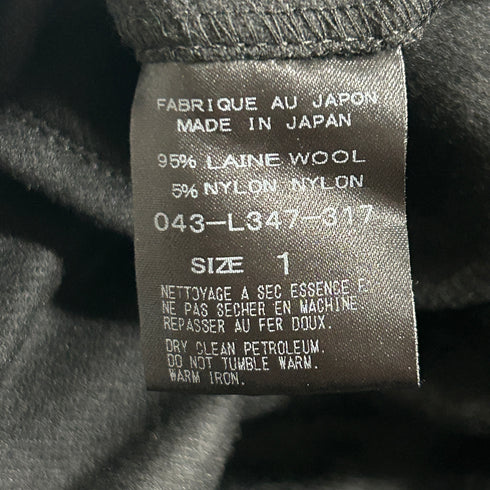 FABRIQUE AU JAPON
MADE IN JAPAN
95% LAINE WOOL
5% NYLON NYLON
043-L347-317
SIZE 1
NETTOYAGE A SEC ESSENCE F.
NE PAS SECHER EN MACHINE
REPASSER AU FER DOUX.
DRY CLEAN PETROLEUM.
DO NOT TUMBLE WARM.
WARM IRON.